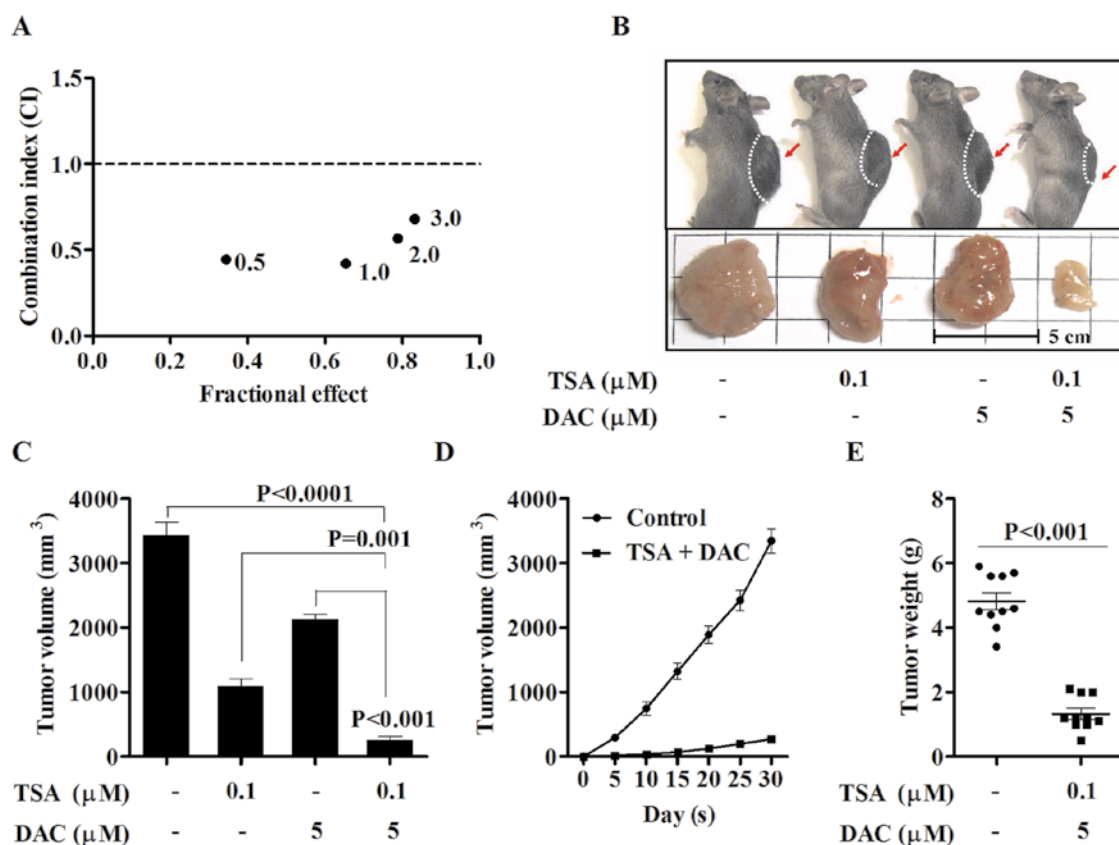 A
Combination index (CI)
1.5
1.0
0.5
0.0
0.5
1.0
2.0
3.0
0.0 0.2 0.4 0.6 0.8 1.0
Fractional effect
B
5 cm
TSA (μM) - 0.1 - 0.1
DAC (μM) - - 5 5
C
Tumor volume (mm³)
4000
3000
2000
1000
0
P<0.0001
P=0.001
P<0.001
TSA (μM) - 0.1 - 0.1
DAC (μM) - - 5 5
D
Tumor volume (mm³)
4000
3000
2000
1000
0
Control
TSA + DAC
0 5 10 15 20 25 30
Day (s)
E
Tumor weight (g)
8
6
4
2
0
P<0.001
TSA (μM) - 0.1
DAC (μM) - 5